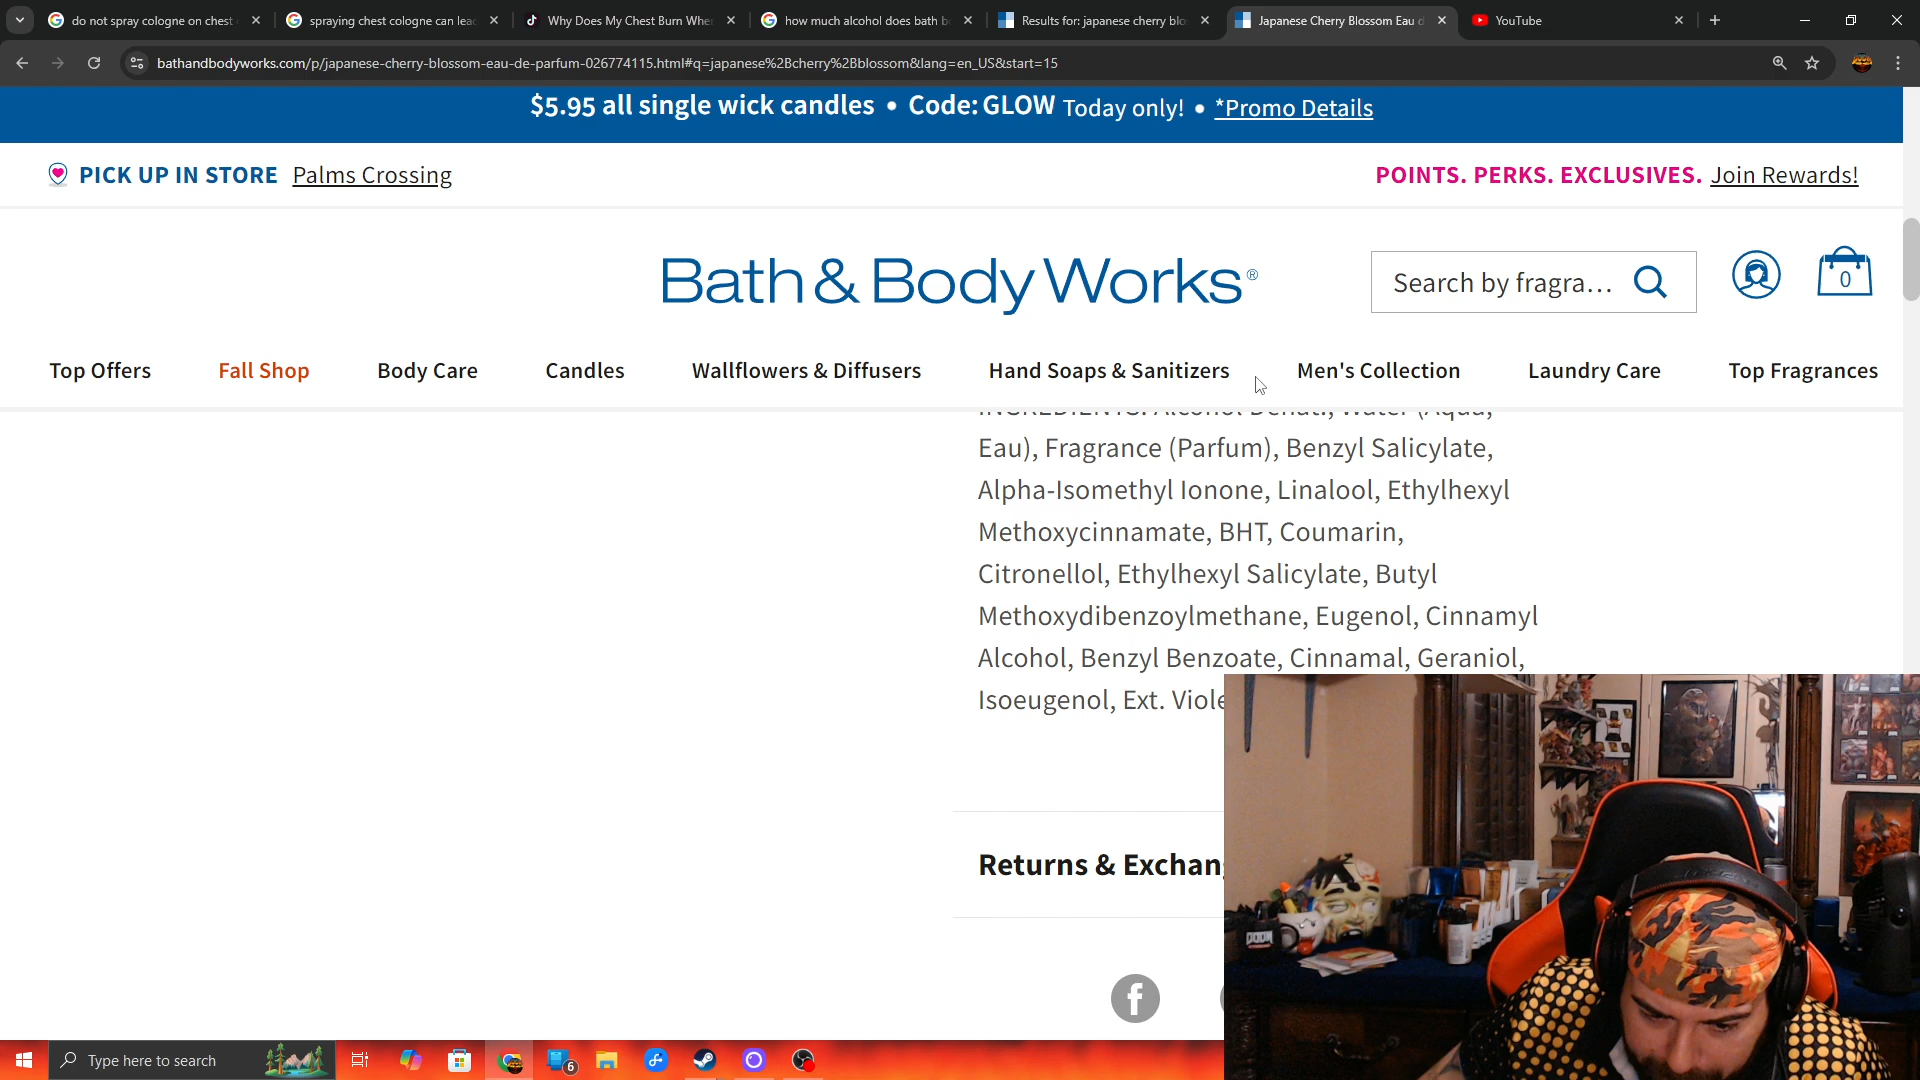 do not spray cologne on chest
spraying chest cologne can lea
Why Does My Chest Burn Whe
how much alcohol does bath b
Results for: japanese cherry blo
Japanese Cherry Blossom Eau d
YouTube
bathandbodyworks.com/p/japanese-cherry-blossom-eau-de-parfum-026774115.html#q=japanese%2Bcherry%2Bblossom&lang=en_US&start=15
$5.95 all single wick candles • Code: GLOW Today only! • *Promo Details
PICK UP IN STORE Palms Crossing
POINTS. PERKS. EXCLUSIVES. Join Rewards!
Bath & Body Works®
Search by fragra...
0
Top Offers
Fall Shop
Body Care
Candles
Wallflowers & Diffusers
Hand Soaps & Sanitizers
Men's Collection
Laundry Care
Top Fragrances
INGREDIENTS: Alcohol Denat., Water (Aqua,
Eau), Fragrance (Parfum), Benzyl Salicylate,
Alpha-Isomethyl Ionone, Linalool, Ethylhexyl
Methoxycinnamate, BHT, Coumarin,
Citronellol, Ethylhexyl Salicylate, Butyl
Methoxydibenzoylmethane, Eugenol, Cinnamyl
Alcohol, Benzyl Benzoate, Cinnamal, Geraniol,
Isoeugenol, Ext. Viole
Returns & Exchan
DOOM
Type here to search
6